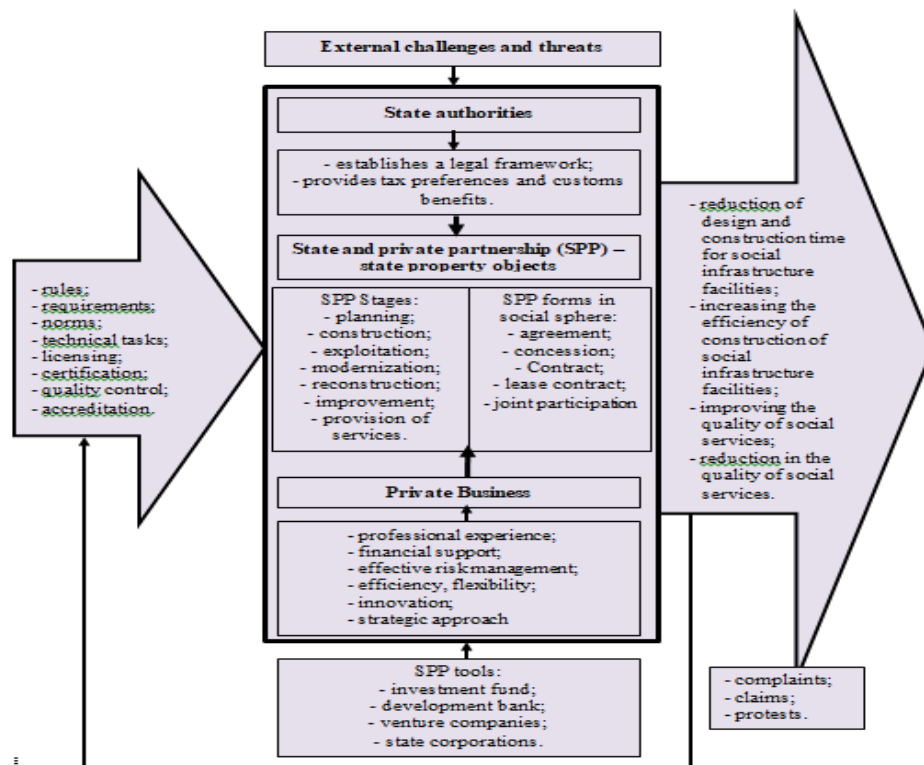 External challenges and threats
State authorities
- establishes a legal framework;
- provides tax preferences and customs
benefits.
State and private partnership (SPP) –
state property objects
- rules;
- requirements;
- norms;
- technical tasks;
- licensing;
- certification;
- quality control;
- accreditation.
SPP Stages:
- planning;
- construction;
- exploitation;
- modernization;
- reconstruction;
- improvement;
- provision of
services.
SPP forms in
social sphere:
- agreement;
- concession;
- Contract;
- lease contract;
- joint participation
Private Business
- professional experience;
- financial support;
- effective risk management;
- efficiency, flexibility;
- innovation;
- strategic approach
SPP tools:
- investment fund;
- development bank;
- venture companies;
- state corporations.
- reduction of
design and
construction time
for social
infrastructure
facilities;
- increasing the
efficiency of
construction of
social
infrastructure
facilities;
- improving the
quality of social
services;
- reduction in the
quality of social
services.
- complaints;
- claims;
- protests.